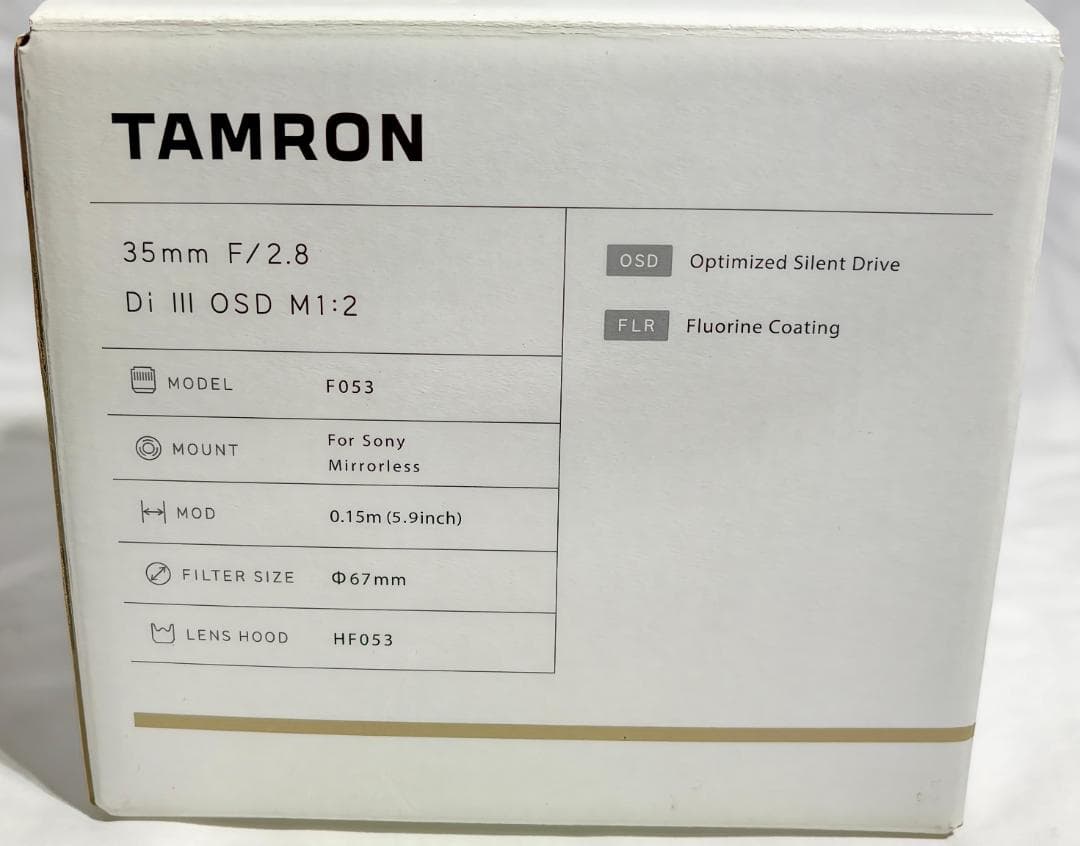 TAMRON
35mm F/2.8
Di III OSD M1:2
MODEL F053
MOUNT For Sony
Mirrorless
MOD 0.15m (5.9inch)
FILTER SIZE Φ67mm
LENS HOOD HF053
OSD Optimized Silent Drive
FLR Fluorine Coating